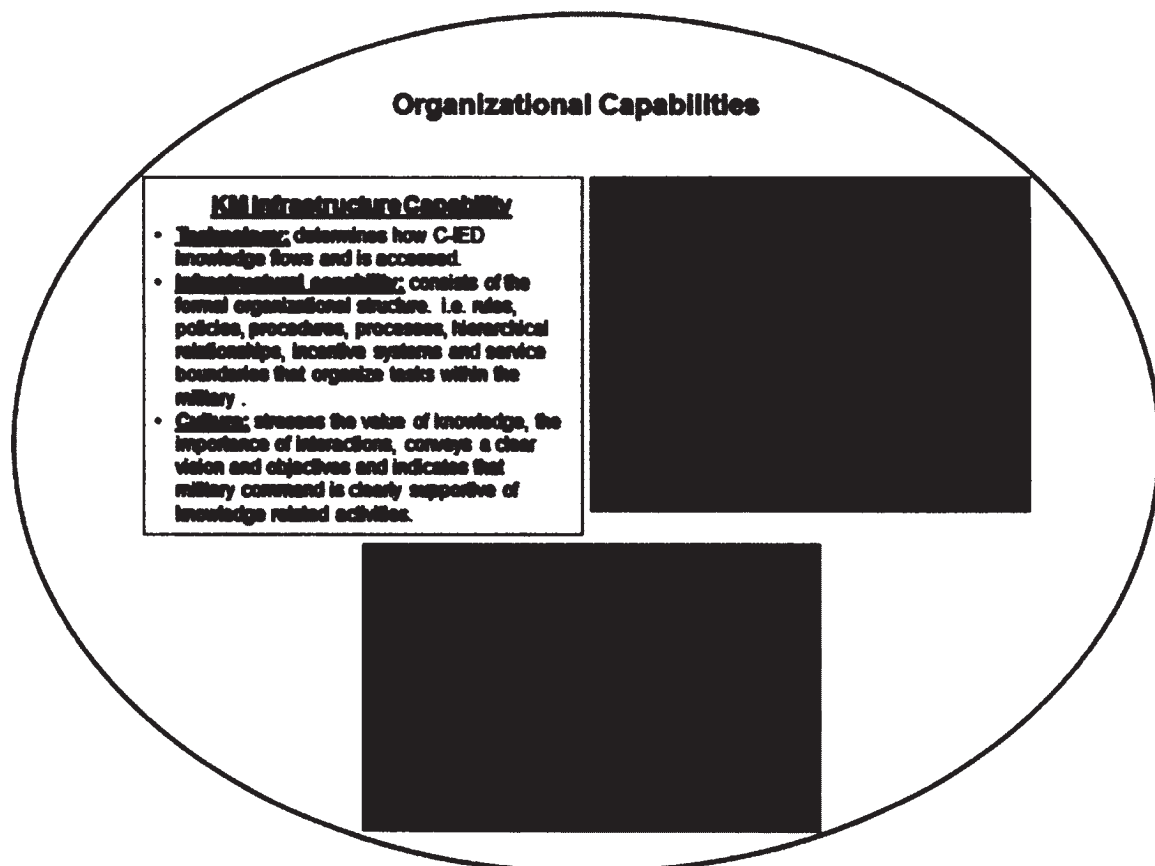 Organizational Capabilities
KM Infrastructure Capability
• Technology: determines how C-IED
knowledge flows and is accessed.
• Infrastructural capability: consists of the
formal organizational structure. i.e. rules,
policies, procedures, processes, hierarchical
relationships, incentive systems and service
boundaries that organize tasks within the
military .
• Culture: stresses the value of knowledge, the
importance of interactions, conveys a clear
vision and objectives and indicates that
military command is clearly supportive of
knowledge related activities.